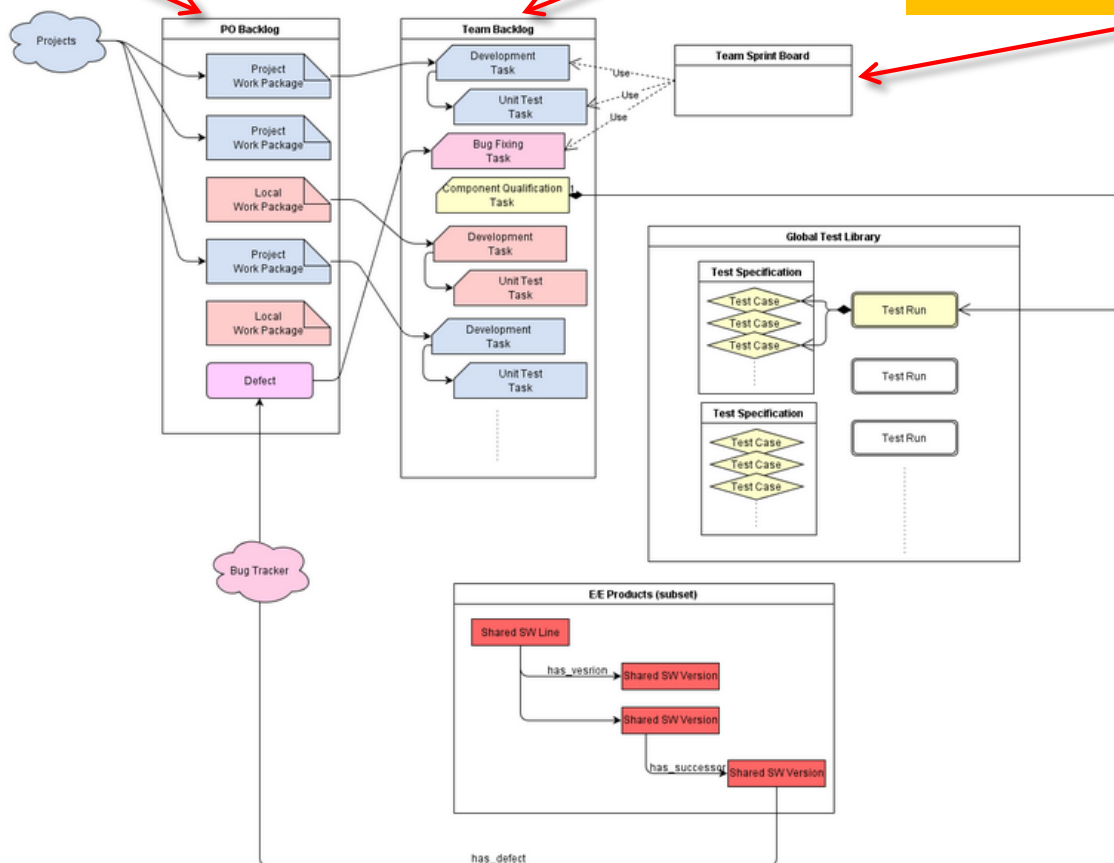 Projects
PO Backlog
Project
Work Package
Project
Work Package
Local
Work Package
Project
Work Package
Local
Work Package
Defect
Team Backlog
Development
Task
Unit Test
Task
Bug Fixing
Task
Component Qualification
Task
1
Development
Task
Unit Test
Task
Development
Task
Unit Test
Task
Use
Use
Use
Team Sprint Board
Global Test Library
Test Specification
Test Case
Test Case
Test Case
Test Run
Test Run
Test Specification
Test Case
Test Case
Test Case
Test Run
Bug Tracker
E/E Products (subset)
Shared SW Line
has_vesrion
Shared SW Version
Shared SW Version
has_successor
Shared SW Version
has_defect